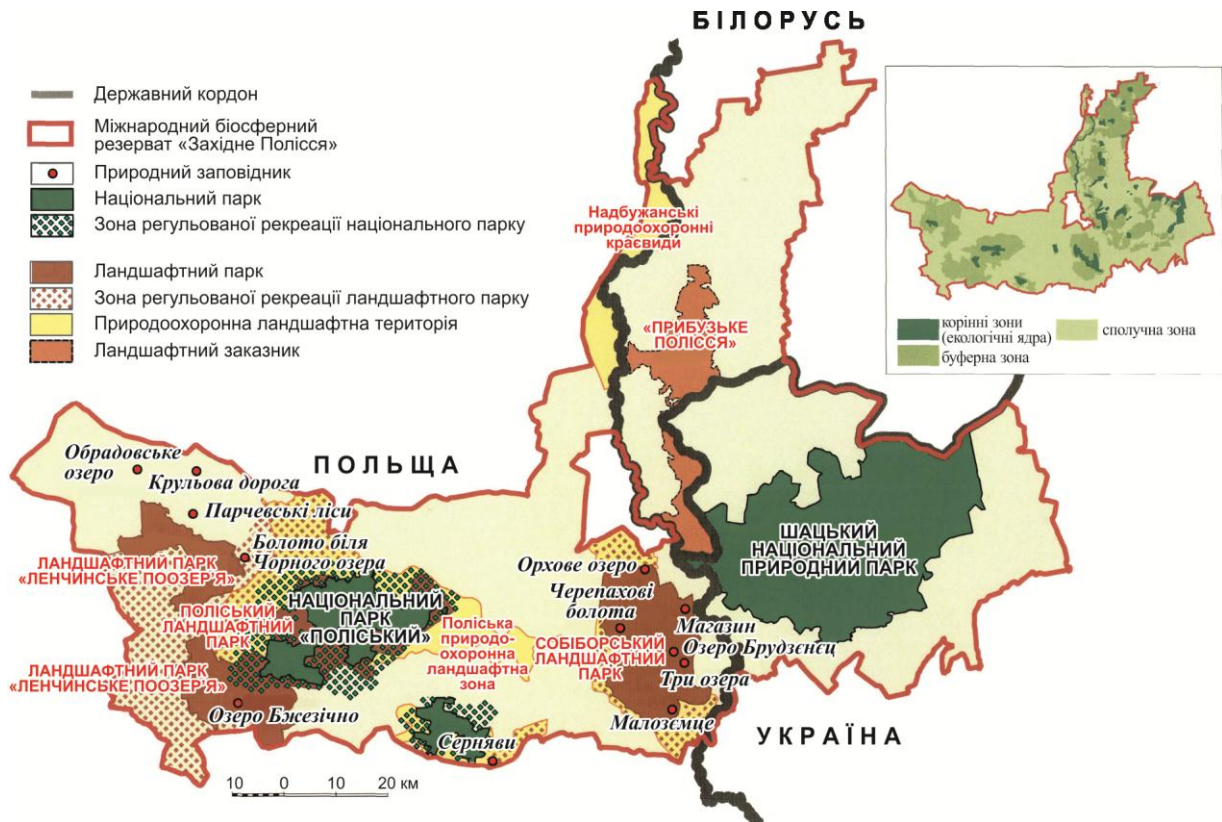 БІЛОРУСЬ
Державний кордон
Міжнародний біосферний
резерват «Західне Полісся»
Природний заповідник
Національний парк
Зона регульованої рекреації національного парку
Ландшафтний парк
Зона регульованої рекреації ландшафтного парку
Природоохоронна ландшафтна територія
Ландшафтний заказник
Надбужанські
природоохоронні
краєвиди
«ПРИБУЗЬКЕ
ПОЛІССЯ»
корінні зони
(екологічні ядра)
буферна зона
сполучна зона
ПОЛЬЩА
Обрадовське
озеро
Крульова дорога
Парчевські ліси
Болото біля
Чорного озера
ЛАНДШАФТНИЙ ПАРК
«ЛЕНЧИНСЬКЕ ПООЗЕР'Я»
ПОЛІСЬКИЙ
ЛАНДШАФТНИЙ
ПАРК
НАЦІОНАЛЬНИЙ
ПАРК
«ПОЛІСЬКИЙ»
ЛАНДШАФТНИЙ ПАРК
«ЛЕНЧИНСЬКЕ ПООЗЕР'Я»
Озеро Бжезічно
Поліська
природо-
охоронна
ландшафтна
зона
Серняви
Орхове озеро
Черепахові
болота
СОБІБОРСЬКИЙ
ЛАНДШАФТНИЙ
ПАРК
Магазин
Озеро Брудзєнєц
Три озера
Малоземце
ШАЦЬКИЙ
НАЦІОНАЛЬНИЙ
ПРИРОДНИЙ ПАРК
УКРАЇНА
10 0 10 20 км